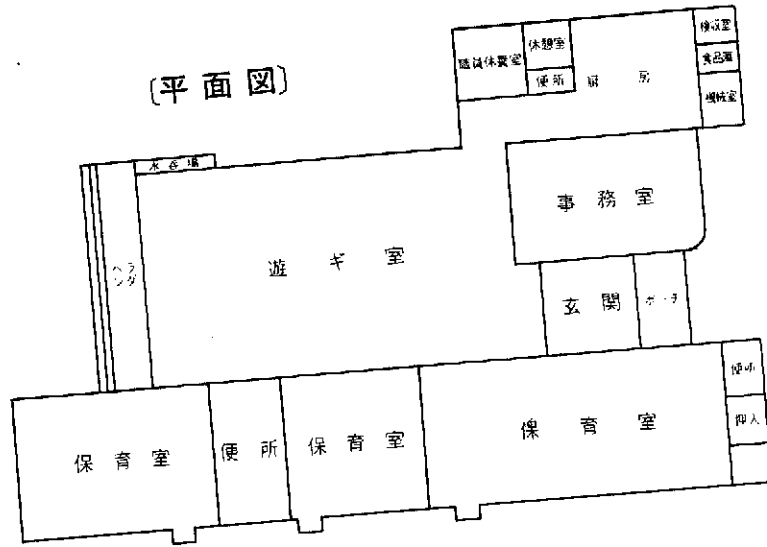 〔平面図〕
職員休養室
休憩室
便所
厨房
検収室
食品庫
機械室
水呑場
事務室
ベランダ
遊ギ室
玄関
ポーチ
保育室
便所
保育室
保育室
便所
押入